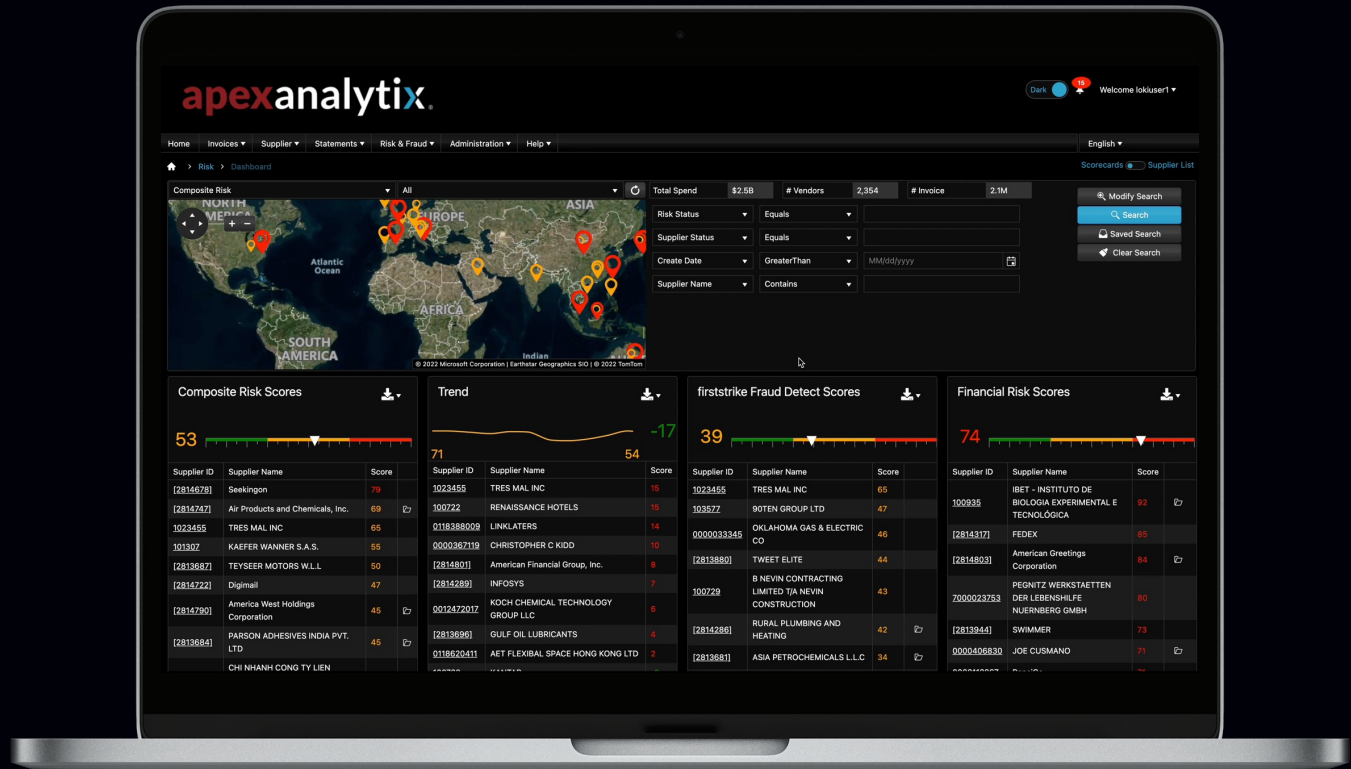 apexanalytix.
Dark
15
Welcome lokiuser1
Home Invoices Supplier Statements Risk & Fraud Administration Help English
> Risk > Dashboard
Scorecards Supplier List
Composite Risk All
NORTH AMERICA
EUROPE
ASIA
Atlantic Ocean
AFRICA
SOUTH AMERICA
Indian
© 2022 Microsoft Corporation | Earthstar Geographics SIO | © 2022 TomTom
Total Spend $2.5B # Vendors 2,354 # Invoice 2.1M
Risk Status Equals
Supplier Status Equals
Create Date GreaterThan MM/dd/yyyy
Supplier Name Contains
Modify Search
Search
Saved Search
Clear Search
Composite Risk Scores
53
Supplier ID Supplier Name Score
[2814678] Seekingon 79
[2814747] Air Products and Chemicals, Inc. 69
1023455 TRES MAL INC 65
101307 KAEFER WANNER S.A.S. 55
[2813687] TEYSEER MOTORS W.L.L 50
[2814722] Digimail 47
[2814790] America West Holdings Corporation 45
[2813684] PARSON ADHESIVES INDIA PVT. LTD 45
CHI NHANH CONG TY LIEN
Trend
-17
71 54
Supplier ID Supplier Name Score
1023455 TRES MAL INC 15
100722 RENAISSANCE HOTELS 15
0118388009 LINKLATERS 14
0000367119 CHRISTOPHER C KIDD 10
[2814801] American Financial Group, Inc. 8
[2814289] INFOSYS 7
0012472017 KOCH CHEMICAL TECHNOLOGY GROUP LLC 6
[2813696] GULF OIL LUBRICANTS 4
0118620411 AET FLEXIBAL SPACE HONG KONG LTD 2
firststrike Fraud Detect Scores
39
Supplier ID Supplier Name Score
1023455 TRES MAL INC 65
103577 90TEN GROUP LTD 47
0000033345 OKLAHOMA GAS & ELECTRIC CO 46
[2813880] TWEET ELITE 44
100729 B NEVIN CONTRACTING LIMITED T/A NEVIN CONSTRUCTION 43
[2814286] RURAL PLUMBING AND HEATING 42
[2813681] ASIA PETROCHEMICALS L.L.C 34
Financial Risk Scores
74
Supplier ID Supplier Name Score
100935 IBET - INSTITUTO DE BIOLOGIA EXPERIMENTAL E TECNOLÓGICA 92
[2814317] FEDEX 85
[2814803] American Greetings Corporation 84
7000023753 PEGNITZ WERKSTAETTEN DER LEBENSHILFE NUERNBERG GMBH 80
[2813944] SWIMMER 73
0000406830 JOE CUSMANO 71